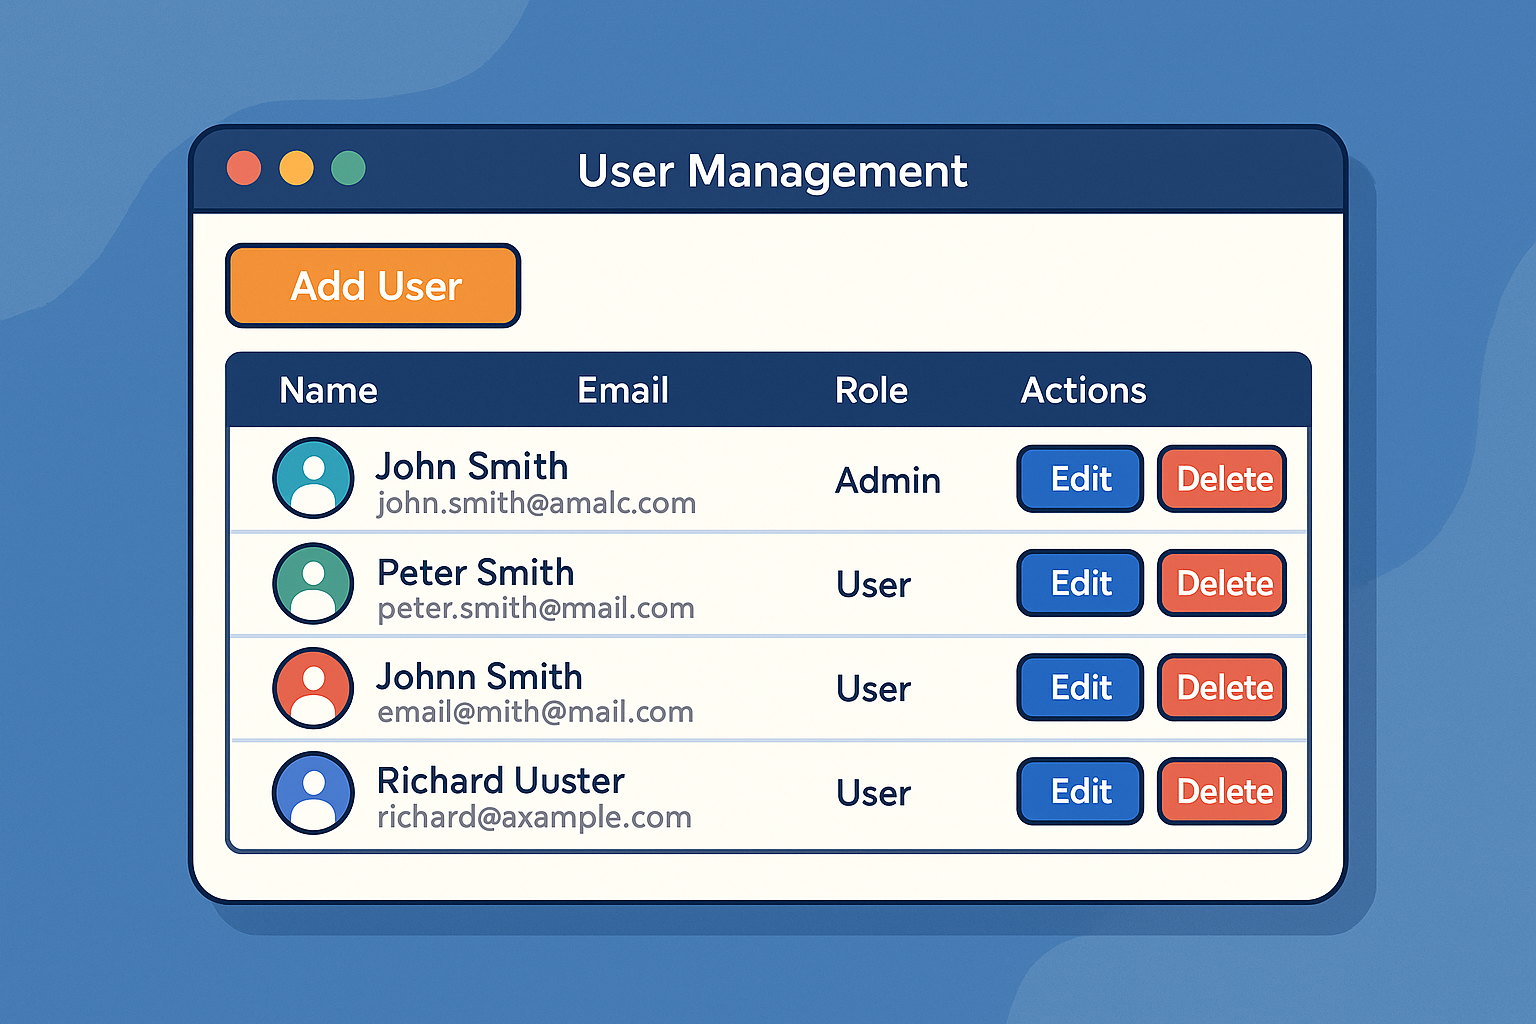 User Management
Add User
Name Email Role Actions
John Smith
john.smith@amalc.com
Admin Edit Delete
Peter Smith
peter.smith@mmail.com
User Edit Delete
Johnn Smith
email@mith@mail.com
User Edit Delete
Richard Uuster
richard@axample.com
User Edit Delete